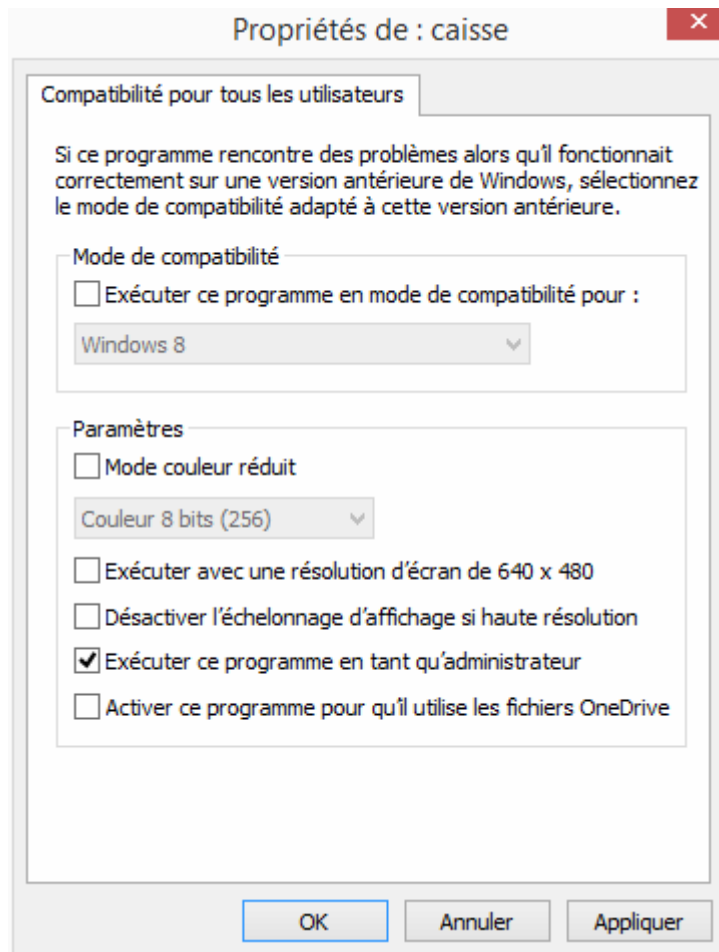 Propriétés de : caisse
Compatibilité pour tous les utilisateurs
Si ce programme rencontre des problèmes alors qu'il fonctionnait
correctement sur une version antérieure de Windows, sélectionnez
le mode de compatibilité adapté à cette version antérieure.
Mode de compatibilité
Exécuter ce programme en mode de compatibilité pour :
Windows 8
Paramètres
Mode couleur réduit
Couleur 8 bits (256)
Exécuter avec une résolution d'écran de 640 x 480
Désactiver l'échelonnage d'affichage si haute résolution
Exécuter ce programme en tant qu'administrateur
Activer ce programme pour qu'il utilise les fichiers OneDrive
OK Annuler Appliquer